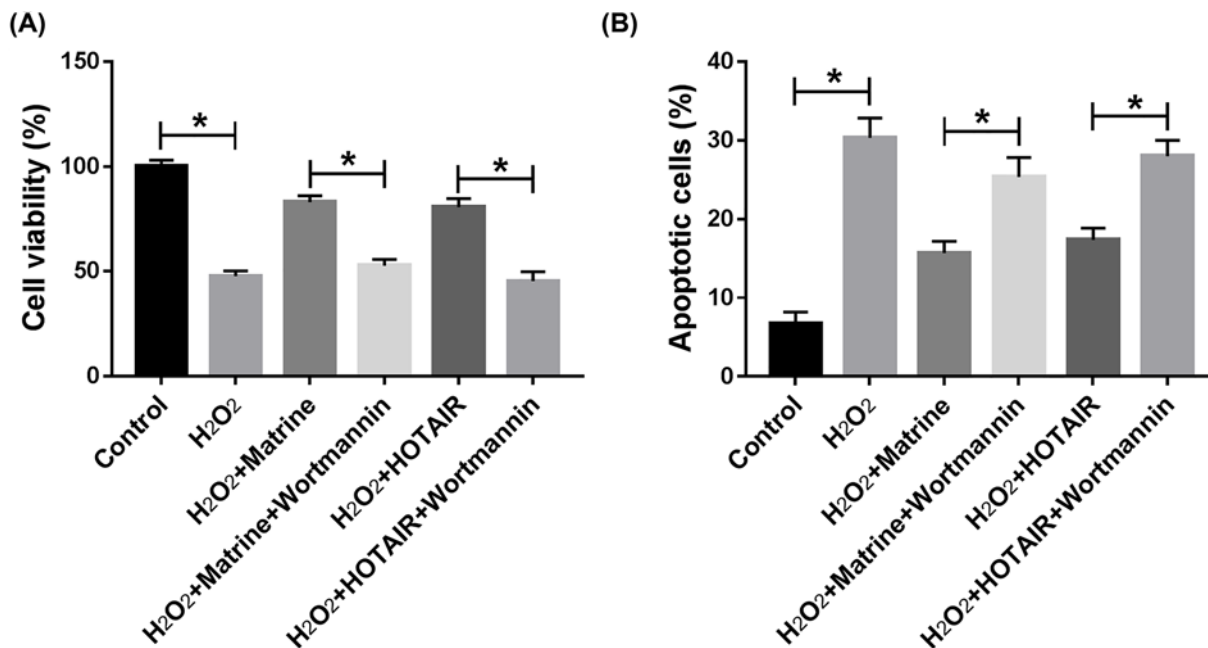 (A)
Cell viability (%)
150
100
50
0
*
*
*
Control
H₂O₂
H₂O₂+Matrine
H₂O₂+Matrine+Wortmannin
H₂O₂+HOTAIR
H₂O₂+HOTAIR+Wortmannin
(B)
Apoptotic cells (%)
40
30
20
10
0
*
*
*
Control
H₂O₂
H₂O₂+Matrine
H₂O₂+Matrine+Wortmannin
H₂O₂+HOTAIR
H₂O₂+HOTAIR+Wortmannin